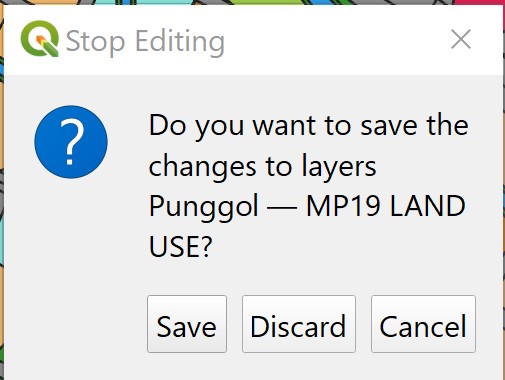 Stop Editing
Do you want to save the
changes to layers
Punggol — MP19 LAND
USE?
Save Discard Cancel